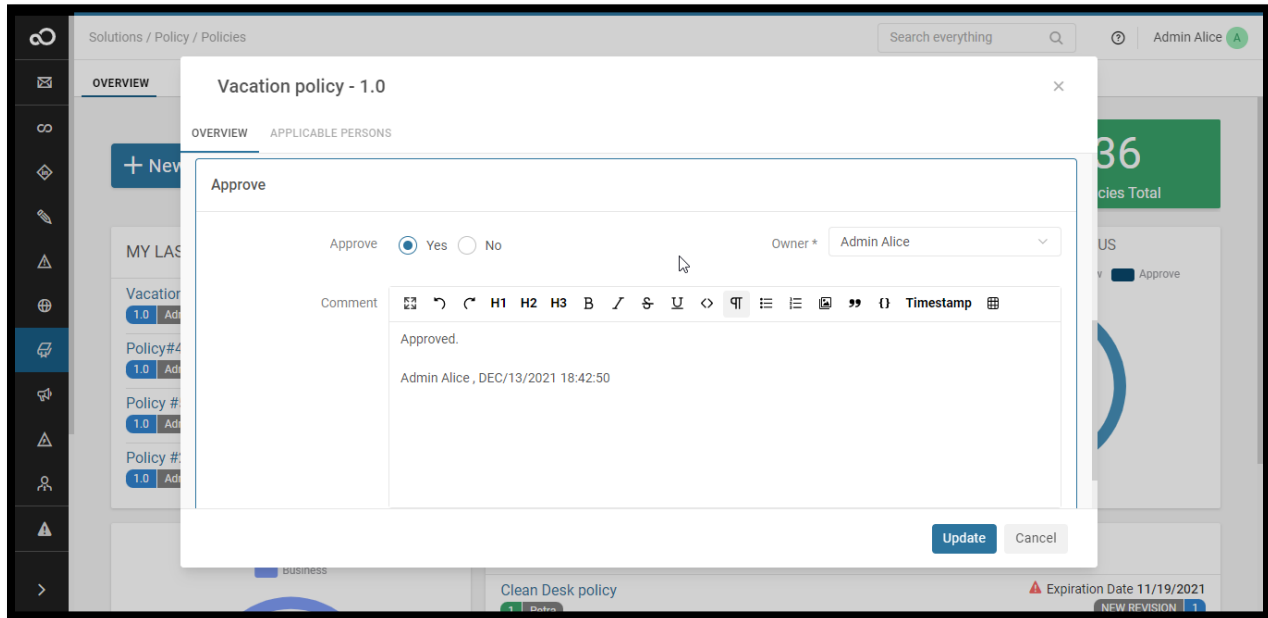 Solutions / Policy / Policies
Search everything
Admin Alice A
OVERVIEW
Vacation policy - 1.0
OVERVIEW APPLICABLE PERSONS
+ New
36
Approve
MY LAS
Approve Yes No
Owner * Admin Alice
US
Approve
Vacation
1.0
Comment
H1 H2 H3 B I S U <> ¶ {} Timestamp
Approved.
Policy#4
1.0
Admin Alice , DEC/13/2021 18:42:50
Policy #
1.0
Policy #
1.0
Update Cancel
Business
Clean Desk policy
Expiration Date 11/19/2021
1 Petra
NEW REVISION 1